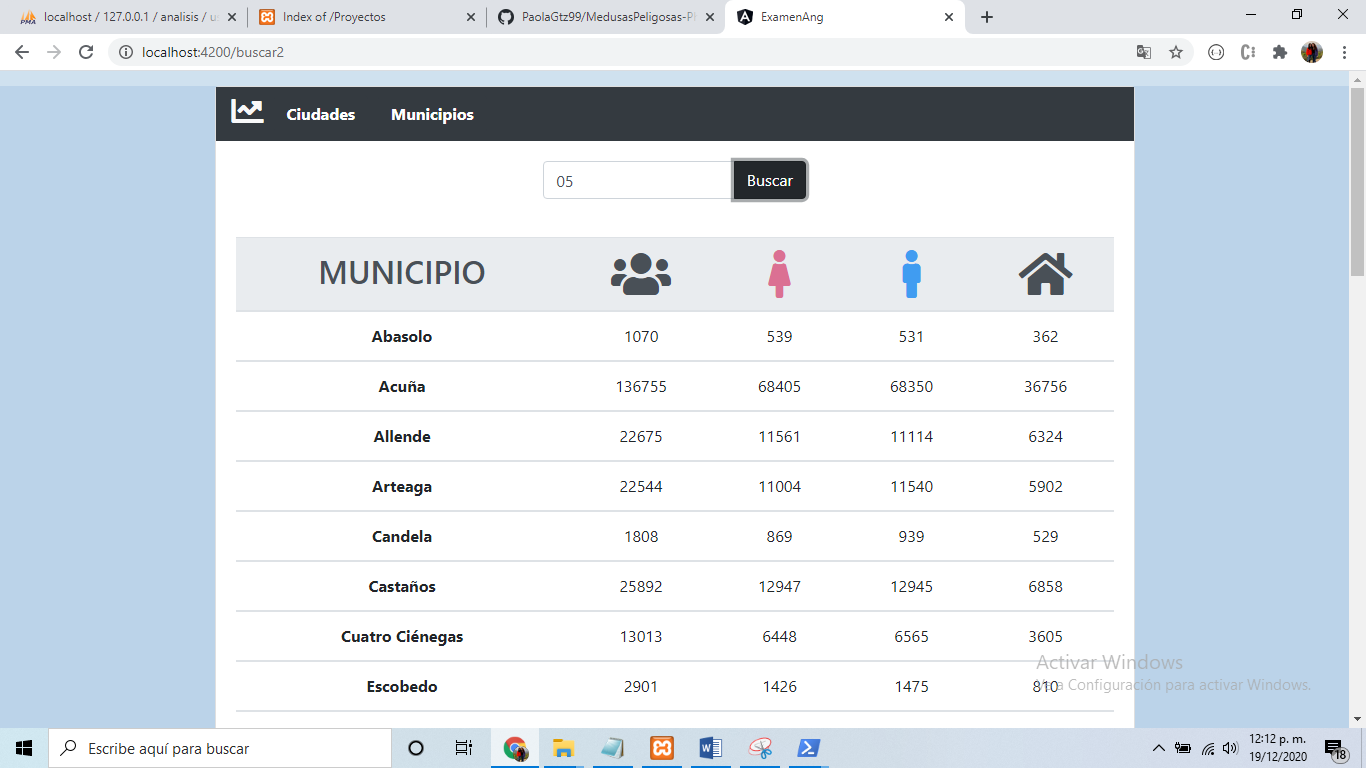 localhost / 127.0.0.1 / analisis / u
Index of /Proyectos
PaolaGtz99/MedusasPeligosas-P
ExamenAng
localhost:4200/buscar2
Ciudades Municipios
05 Buscar
MUNICIPIO
Abasolo 1070 539 531 362
Acuña 136755 68405 68350 36756
Allende 22675 11561 11114 6324
Arteaga 22544 11004 11540 5902
Candela 1808 869 939 529
Castaños 25892 12947 12945 6858
Cuatro Ciénegas 13013 6448 6565 3605
Escobedo 2901 1426 1475 810
Activar Windows
Ve a Configuración para activar Windows.
Escribe aquí para buscar
12:12 p. m.
19/12/2020
18